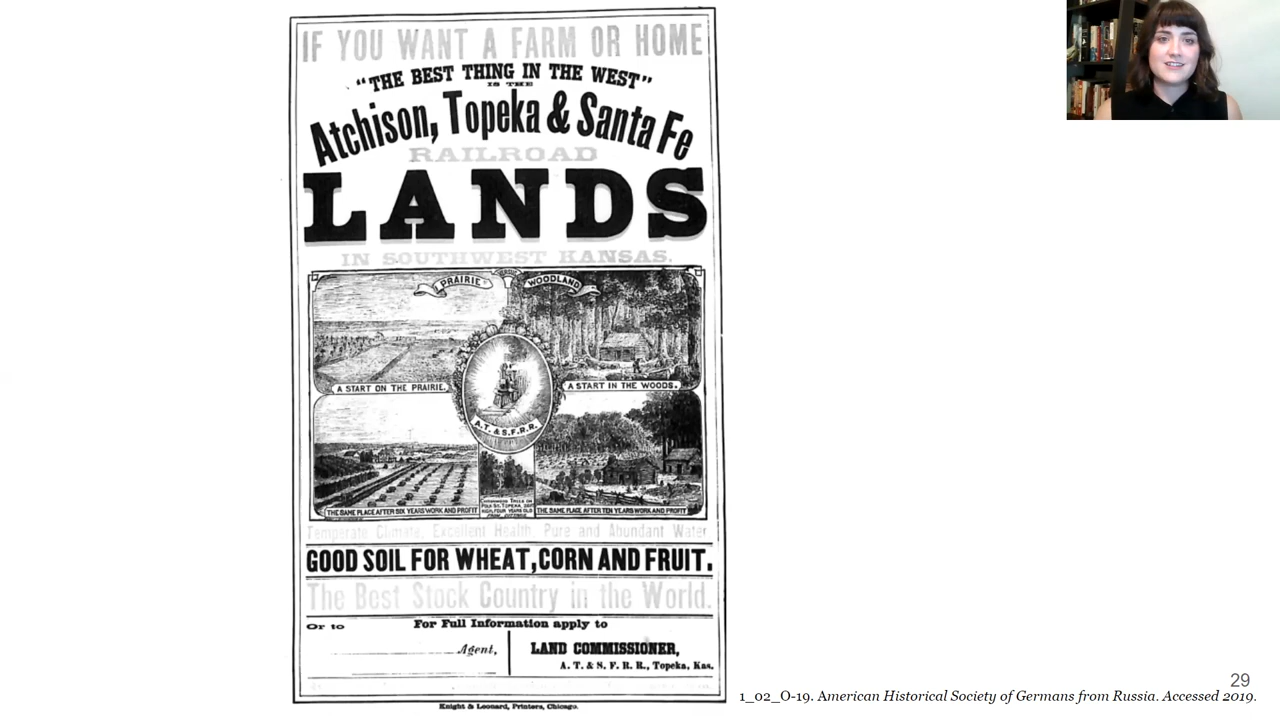 IF YOU WANT A FARM OR HOME
"THE BEST THING IN THE WEST"
IS THE
Atchison, Topeka & Santa Fe
RAILROAD
LANDS
IN SOUTHWEST KANSAS.
PRAIRIE
WOODLAND
A START ON THE PRAIRIE.
A START IN THE WOODS.
A.T. & S.F.R.R.
THE SAME PLACE AFTER SIX YEARS WORK AND PROFIT
COTTONWOOD TREES ON
THE SAME PLACE AFTER TEN YEARS WORK AND PROFIT
Temperate Climate, Excellent Health, Pure and Abundant Water
GOOD SOIL FOR WHEAT, CORN AND FRUIT.
The Best Stock Country in the World.
Or to
For Full Information apply to
Agent,
LAND COMMISSIONER,
A. T. & S. F. R. R., Topeka, Kas.
Knight & Leonard, Printers, Chicago.
29
1_02_O-19. American Historical Society of Germans from Russia. Accessed 2019.